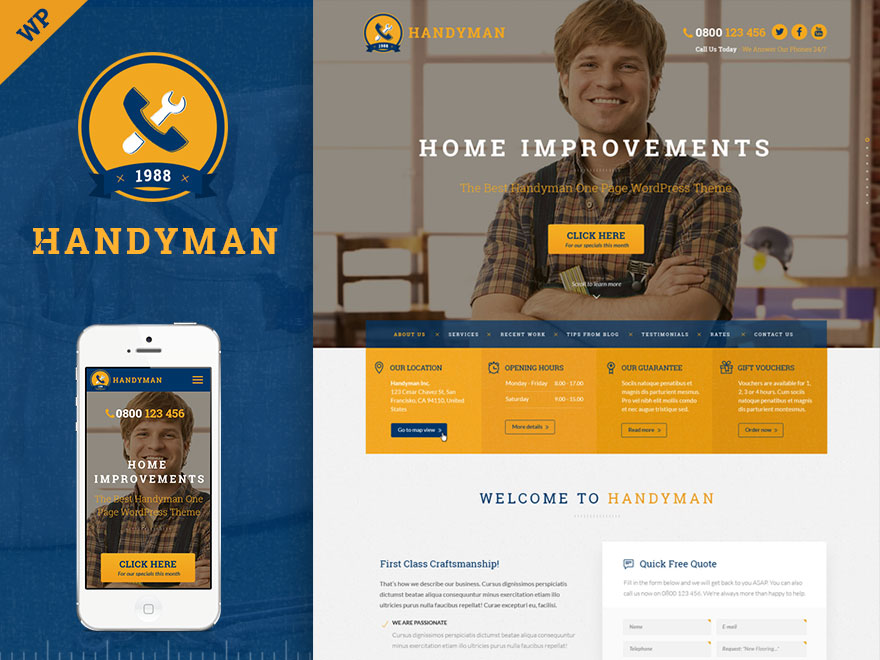 WP
1988
HANDYMAN
HANDYMAN
0800 123 456
HOME
IMPROVEMENTS
The Best Handyman One
Page WordPress Theme
CLICK HERE
For our specials this month
1988
HANDYMAN
0800 123 456
Call Us Today : We Answer Our Phones 24/7
HOME IMPROVEMENTS
The Best Handyman One Page WordPress Theme
CLICK HERE
For our specials this month
Scroll to learn more
ABOUT US × SERVICES × RECENT WORK × TIPS FROM BLOG × TESTIMONIALS × RATES × CONTACT US
OUR LOCATION
Handyman Inc.
123 Cesar Chavez St, San
Francisko, CA 94110, United
States
Go to map view »
OPENING HOURS
Monday - Friday 8.00 - 17.00
Saturday 9.00 - 15.00
More details »
OUR GUARANTEE
Sociis natoque penatibus et
magnis dis parturient mesmus.
Pro vel nibh elit mollis comodo
et nec augue tristique sed.
Read more »
GIFT VOUCHERS
Vouchers are available for 1,
2, 3 or 4 hours. Cum sociis
natoque penatibus et magnis
dis parturient montesmus.
Order now »
WELCOME TO HANDYMAN
First Class Craftsmanship!
That's how we describe our business. Cursus dignissimos perspiciatis
dictumst beatae aliqua consequuntur minus exercitation etiam illo
ultricies purus nulla faucibus repellat! Curae excepturi eu, facilisi.
WE ARE PASSIONATE
Cursus dignissimos perspiciatis dictumst beatae aliqua consequuntur
minus exercitation etiam illo ultricies purus nulla faucibus repellat!
Quick Free Quote
Fill in the form below and we will get back to you ASAP. You can also
call us now on 0800 123 456. We're always more than happy to help.
Name
E-mail
Telephone
Request: "New Flooring..."